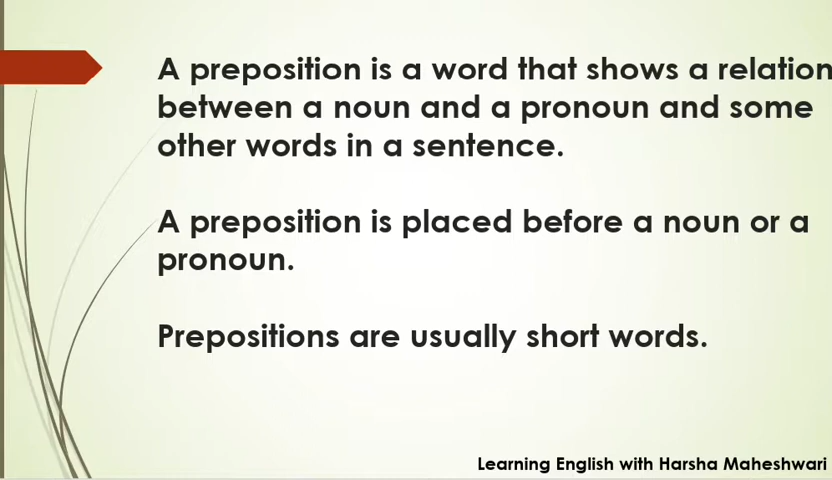 A preposition is a word that shows a relation
between a noun and a pronoun and some
other words in a sentence.
A preposition is placed before a noun or a
pronoun.
Prepositions are usually short words.
Learning English with Harsha Maheshwari